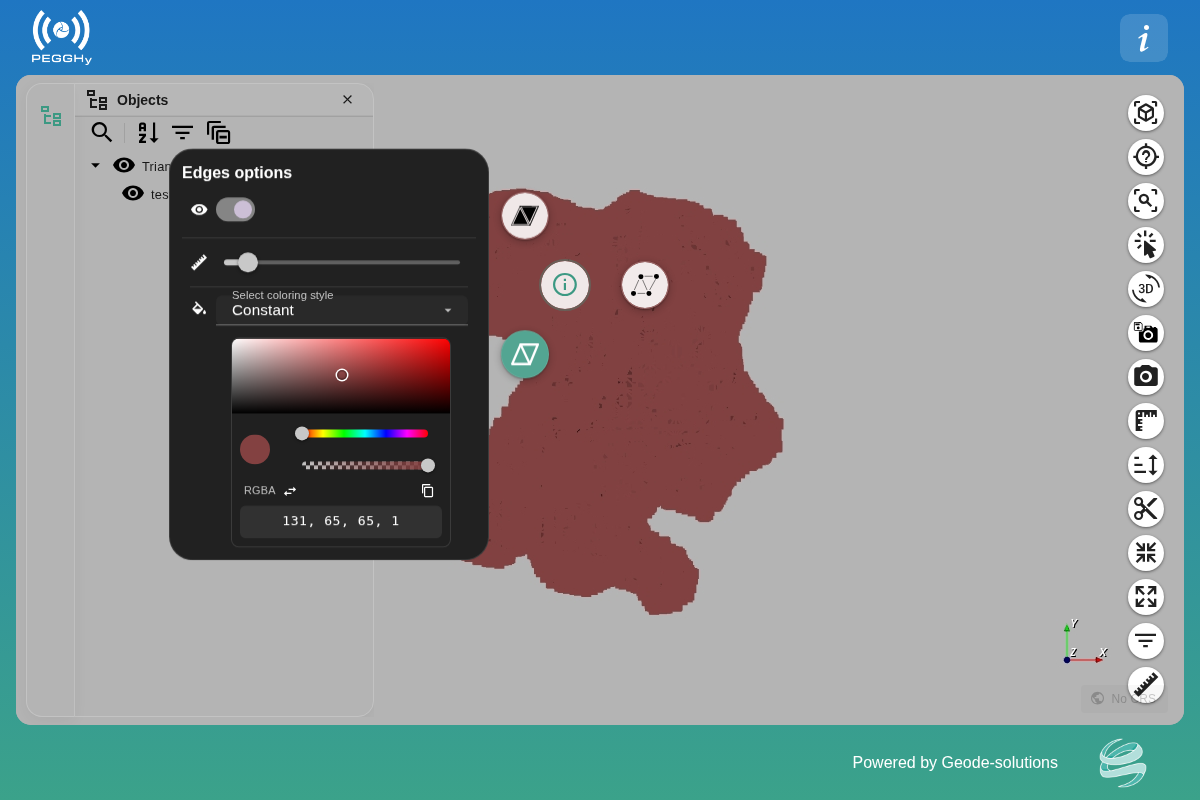 PEGGHy
i
Objects
A
Z
Trian
tes
Edges options
Select coloring style
Constant
RGBA
131, 65, 65, 1
3D
Y
Z
X
No CRS
Powered by Geode-solutions